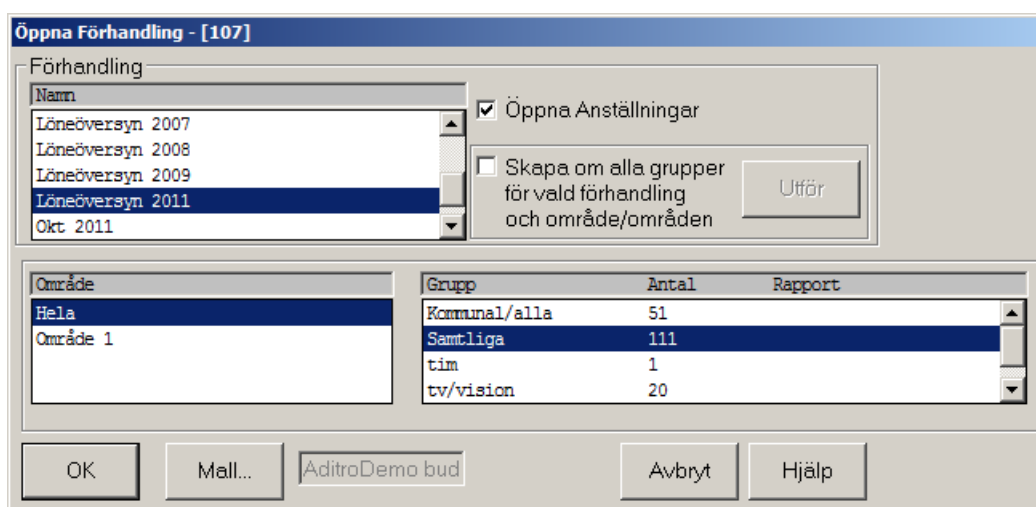 Öppna Förhandling - [107]
Förhandling
Namn
Löneöversyn 2007
Löneöversyn 2008
Löneöversyn 2009
Löneöversyn 2011
Okt 2011
Öppna Anställningar
Skapa om alla grupper
för vald förhandling
och område/områden
Utför
Område
Hela
Område 1
Grupp Antal Rapport
Kommunal/alla 51
Samtliga 111
tim 1
tv/vision 20
OK
Mall...
AditroDemo bud
Avbryt
Hjälp